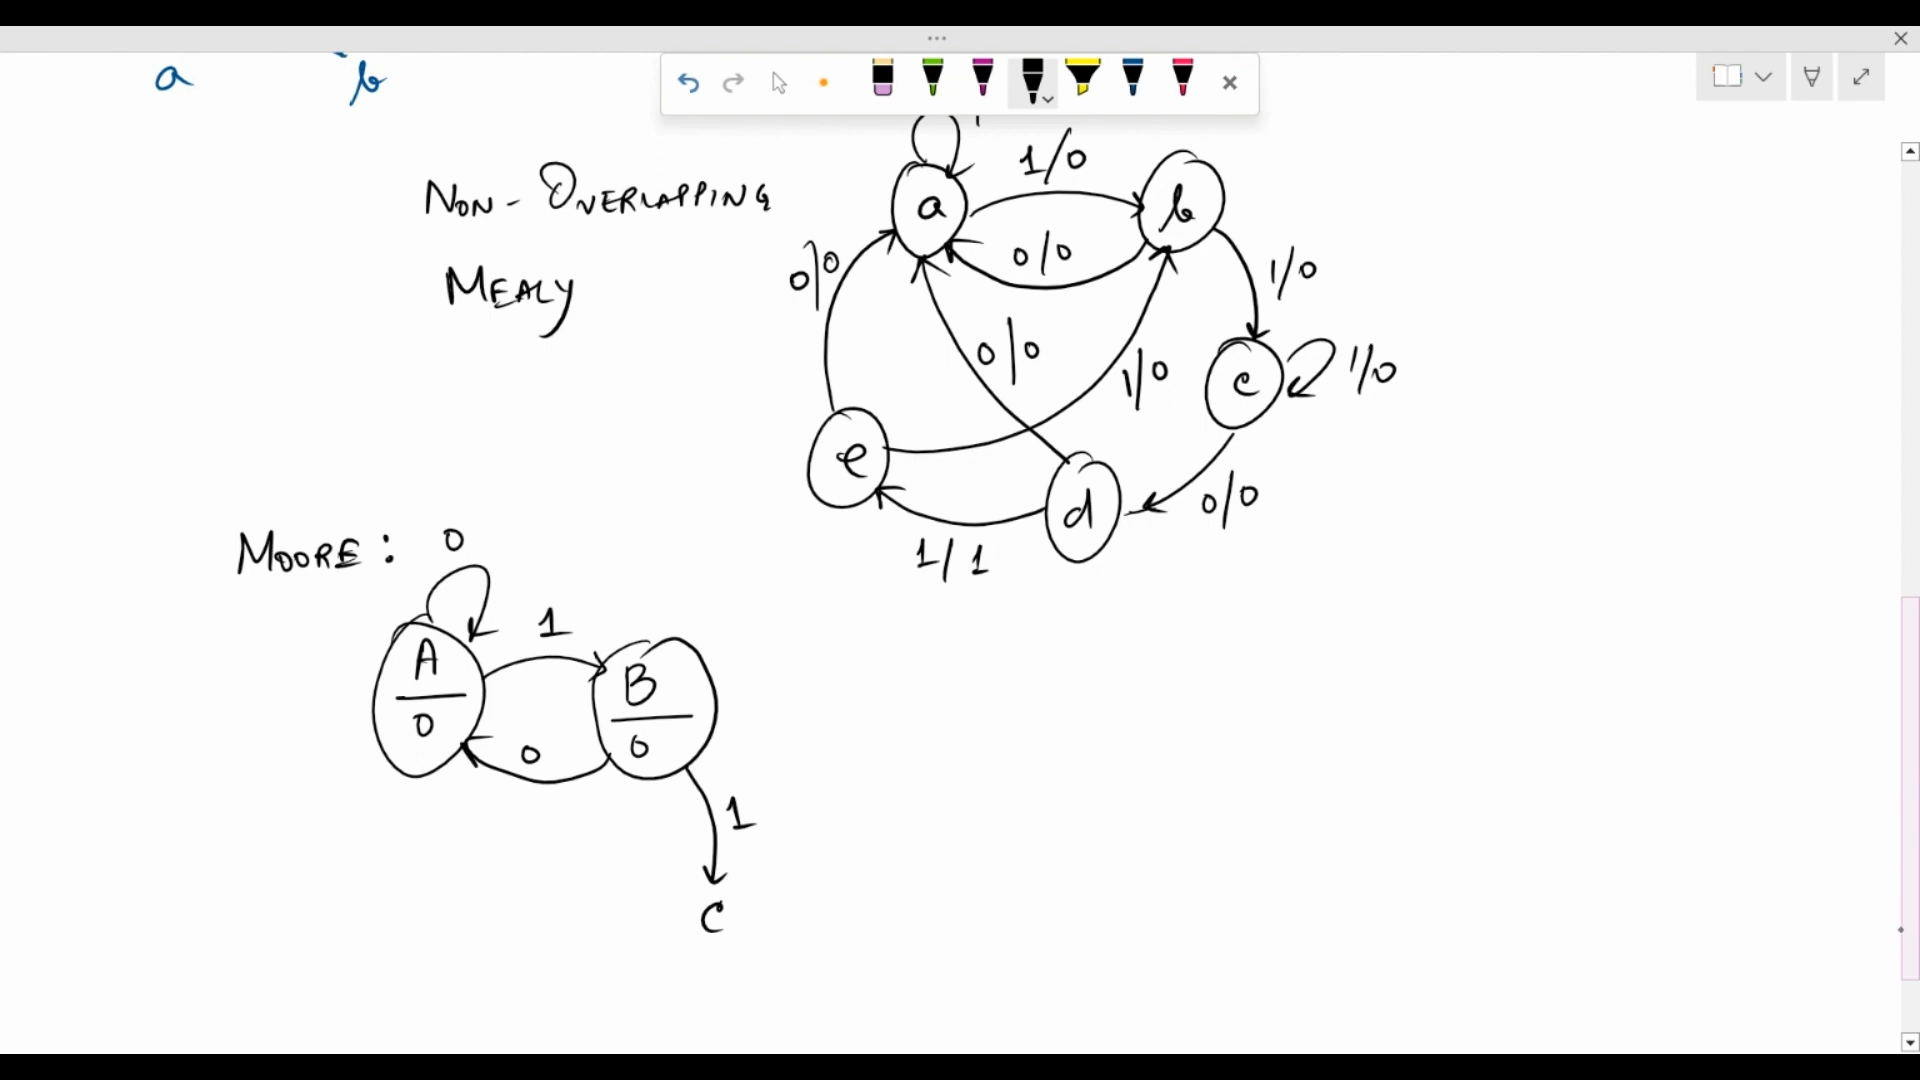 a b
1/0
a b
NON-OVERLAPPING
0/0
0/0
1/0
MEALY
0/0
1/0
c 1/0
e
d
0/0
1/1
MOORE: 0
1
A
0
B
0
0
1
C